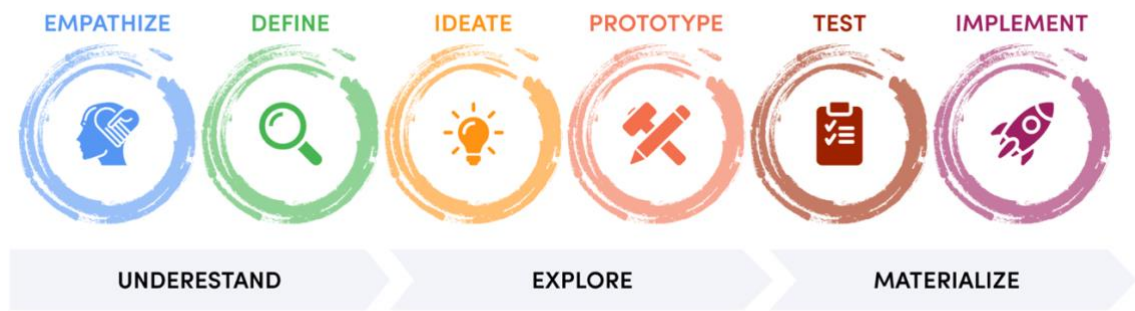 EMPATHIZE DEFINE IDEATE PROTOTYPE TEST IMPLEMENT
UNDERESTAND EXPLORE MATERIALIZE